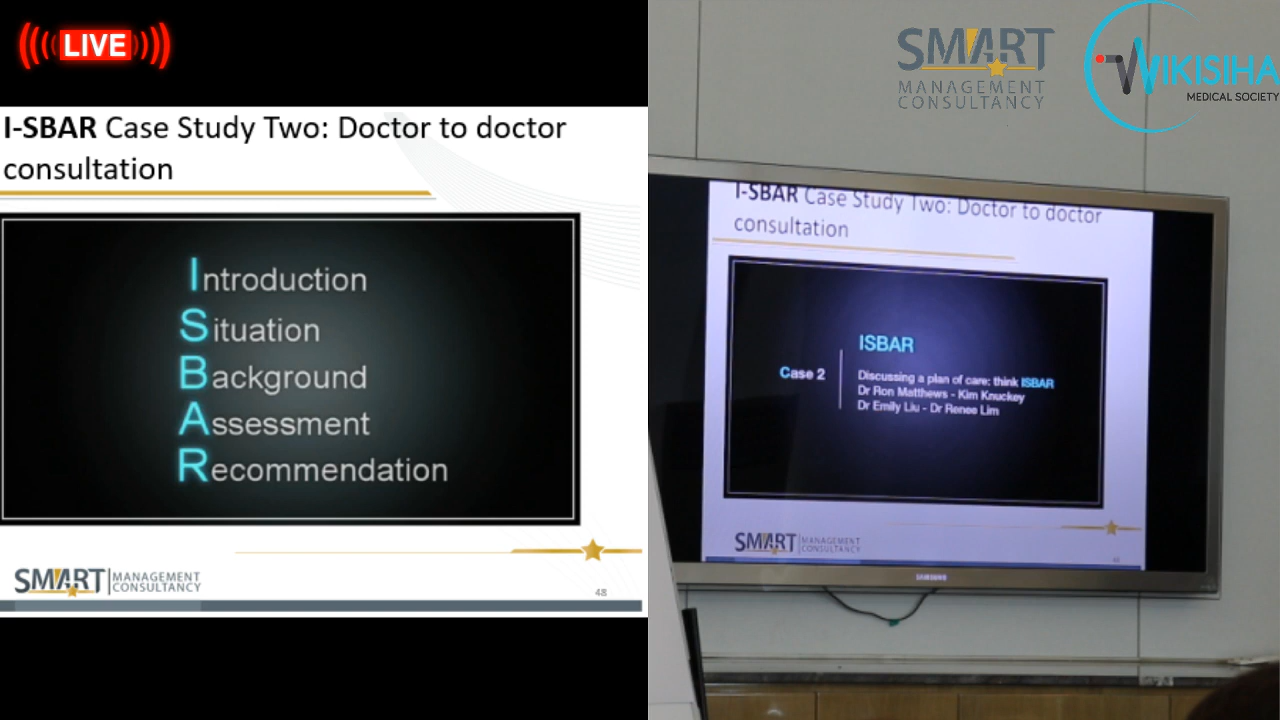 LIVE
I-SBAR Case Study Two: Doctor to doctor
consultation
Introduction
Situation
Background
Assessment
Recommendation
SMART MANAGEMENT
CONSULTANCY
48
SMART
MANAGEMENT
CONSULTANCY
WIKISIHA
MEDICAL SOCIETY
I-SBAR Case Study Two: Doctor to doctor
consultation
ISBAR
Case 2
Discussing a plan of care: think ISBAR
Dr Ron Matthews - Kim Knuckey
Dr Emily Liu - Dr Renee Lim
SMART MANAGEMENT
CONSULTANCY
SAMSUNG